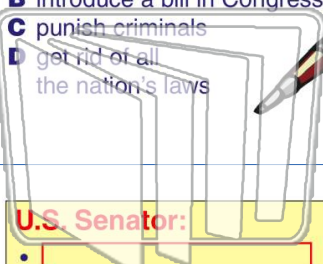 B introduce a bill in Congress
C punish criminals
D get rid of all
the nation's laws
U.S. Senator: